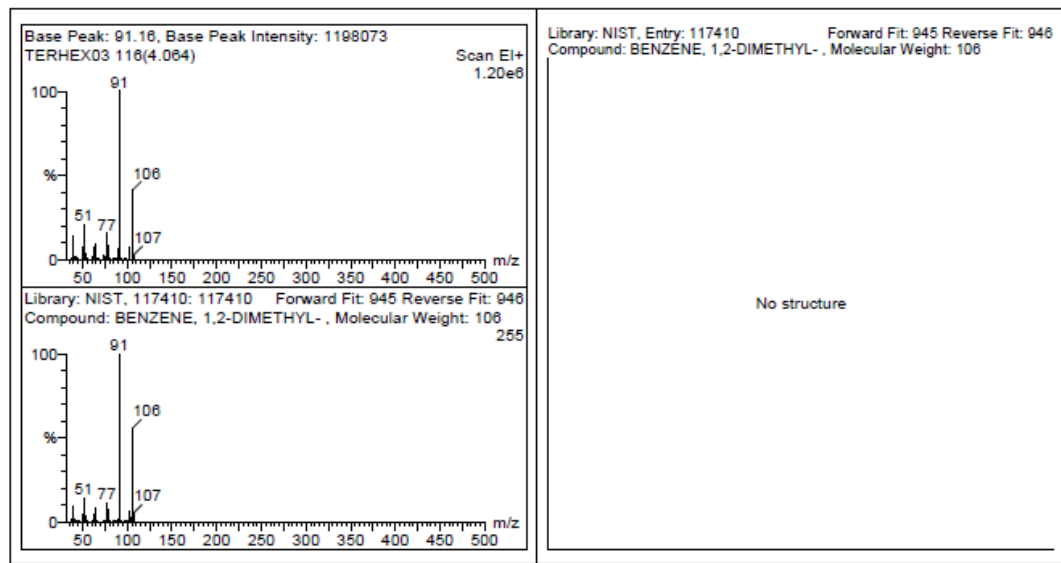 Base Peak: 91.16, Base Peak Intensity: 1198073
TERHEX03 116(4.064) Scan EI+
1.20e6
91
100
%
106
51
77
107
0
50 100 150 200 250 300 350 400 450 500 m/z
Library: NIST, 117410: 117410 Forward Fit: 945 Reverse Fit: 946
Compound: BENZENE, 1,2-DIMETHYL- , Molecular Weight: 106
255
91
100
106
%
51
77
107
0
50 100 150 200 250 300 350 400 450 500 m/z
Library: NIST, Entry: 117410 Forward Fit: 945 Reverse Fit: 946
Compound: BENZENE, 1,2-DIMETHYL- , Molecular Weight: 106
No structure